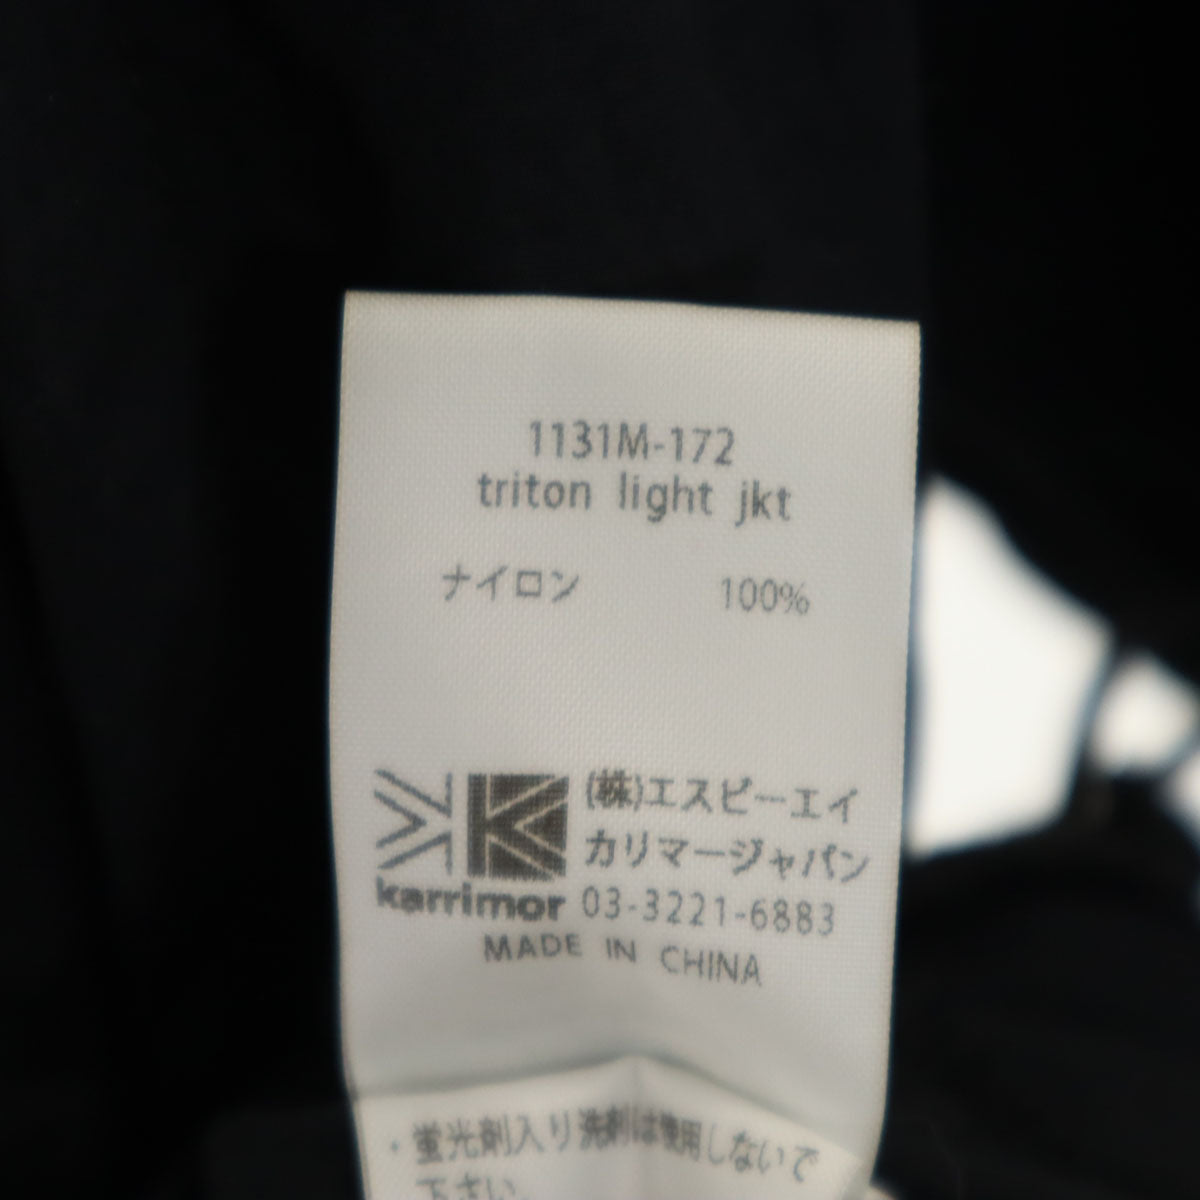 1131M-172
triton light jkt
ナイロン 100%
(株)エスピーエイ
カリマージャパン
karrimor 03-3221-6883
MADE IN CHINA
・蛍光剤入り洗剤は使用しないで
下さい。